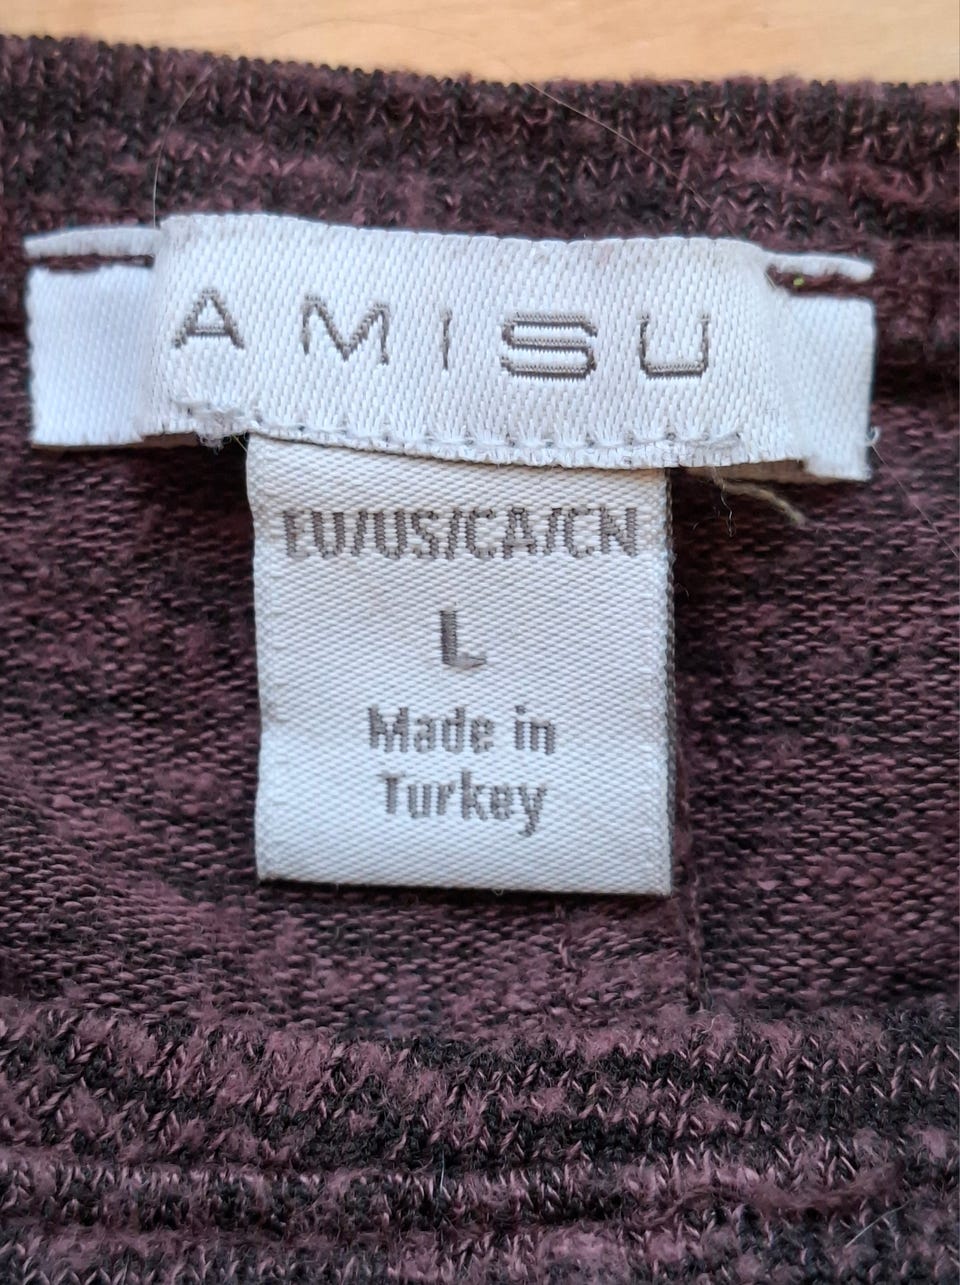 AMISU
EU/US/CA/CN
L
Made in
Turkey